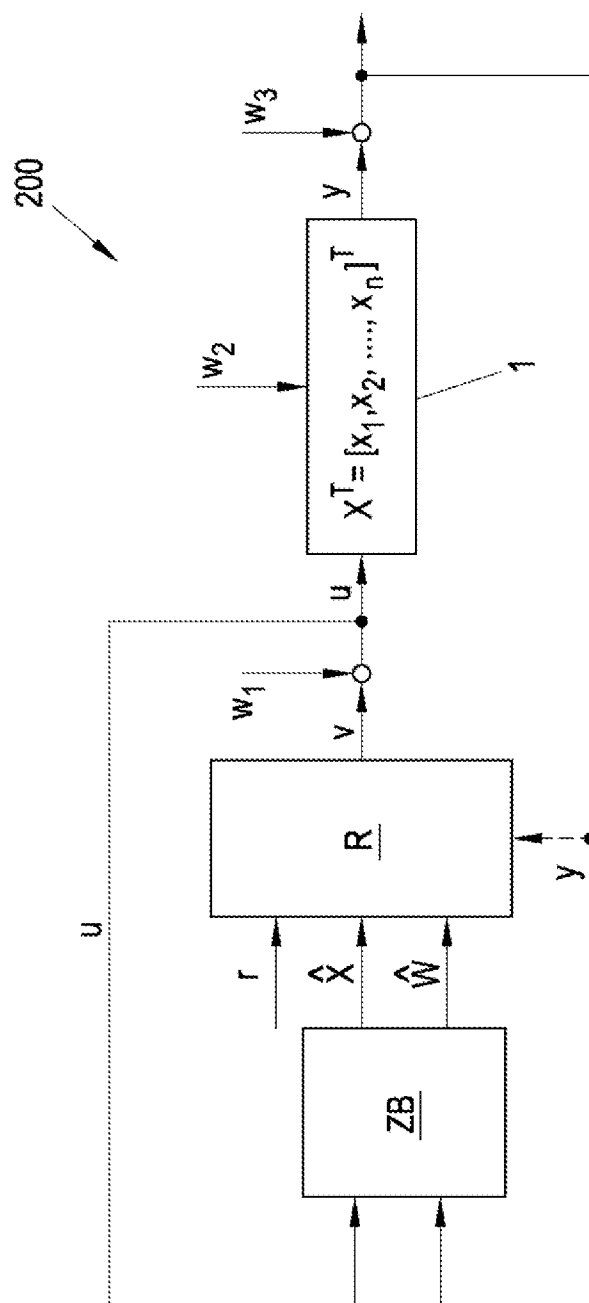 200
u
ZB
r
X̂
Ŵ
R
y
v
w1
u
X^T = [x1, x2, ...., xn]^T
w2
1
y
w3